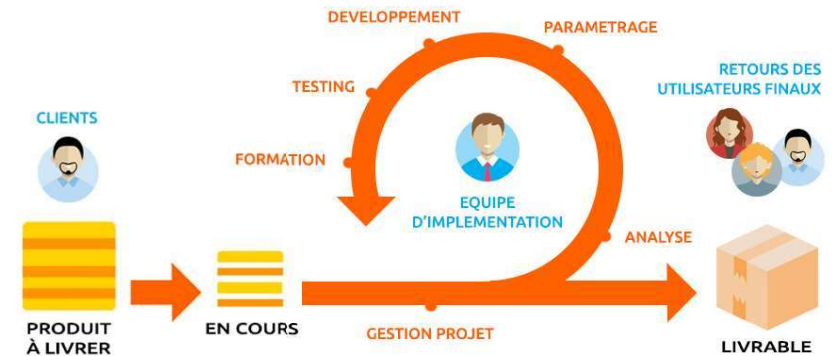 DEVELOPPEMENT
PARAMETRAGE
RETOURS DES
UTILISATEURS FINAUX
TESTING
CLIENTS
FORMATION
EQUIPE
D'IMPLEMENTATION
ANALYSE
PRODUIT
À LIVRER
EN COURS
GESTION PROJET
LIVRABLE